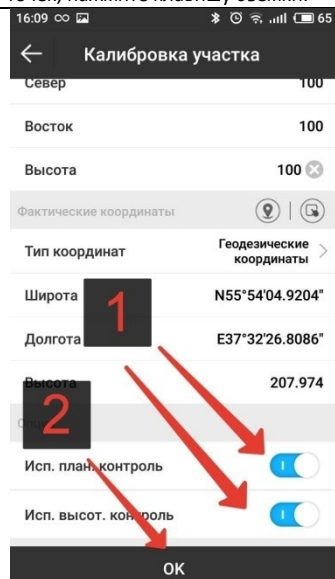 16:09 65
Калибровка участка
Север 100
Восток 100
Высота 100
Фактические координаты
Тип координат Геодезические координаты
Широта N55°54'04.9204"
Долгота E37°32'26.8086"
Высота 207.974
1
2
Исп. план. контроль
Исп. высот. контроль
OK